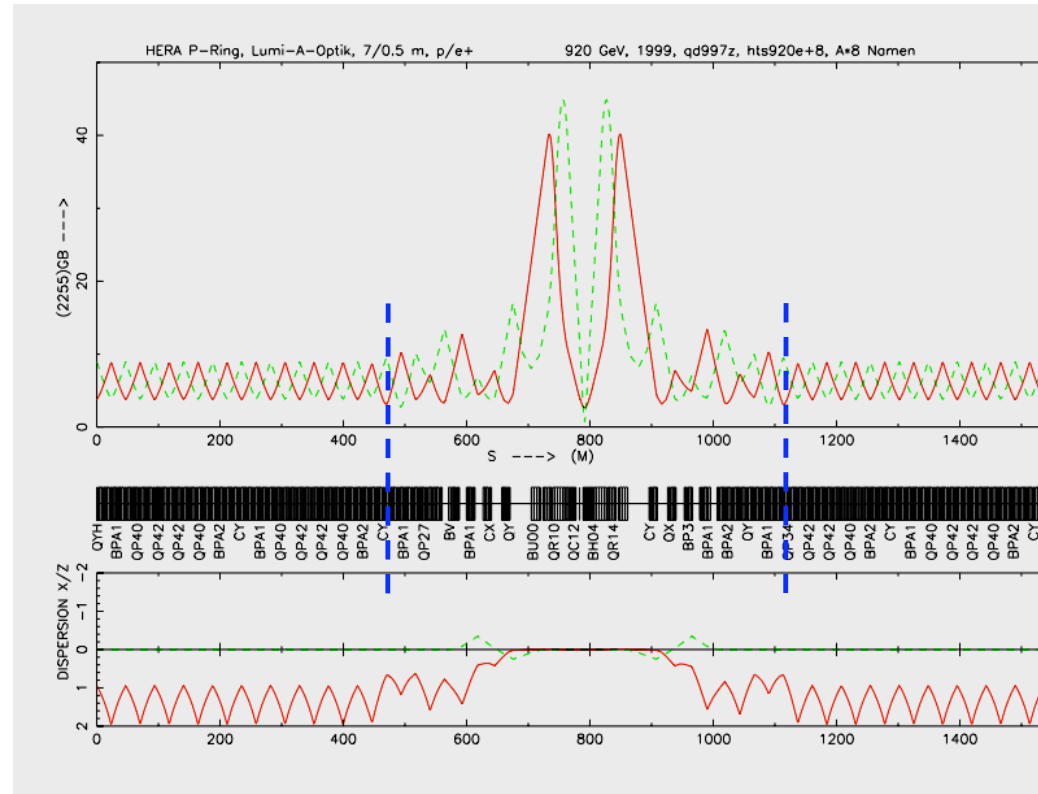 HERA P-Ring, Lumi-A-Optik, 7/0.5 m, p/e+ 920 GeV, 1999, qd997z, hts920e+8, A*8 Namen
(2255)GB ---->
40
20
0
0 200 400 600 800 1000 1200 1400
S ----> (M)
QYH BPA1 QP40 QP42 QP42 QP40 BPA2 CY BPA1 QP40 QP42 QP42 QP40 BPA2 CY BPA1 QP27 BV BPA1 CX QY BU00 QR10 QC12 BH04 QR14 CY QX BP3 BPA1 BPA2 QY BPA1 QP34 QP42 QP42 QP40 BPA2 CY BPA1 QP40 QP42 QP42 QP40 BPA2 CY
DISPERSION X/Z
-2
-1
0
1
2
0 200 400 600 800 1000 1200 1400